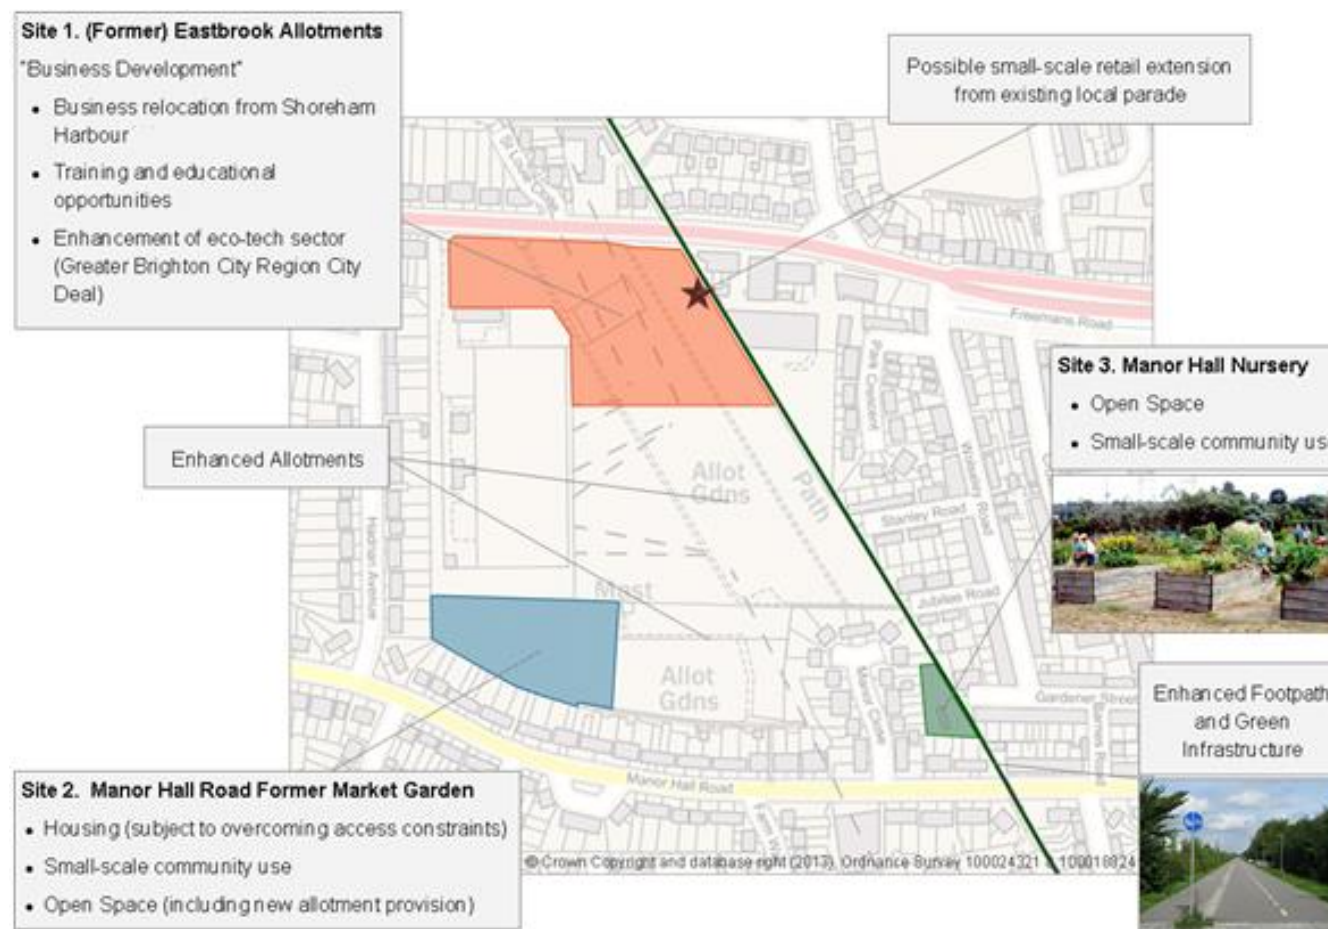 Site 1. (Former) Eastbrook Allotments
"Business Development"
• Business relocation from Shoreham
Harbour
• Training and educational
opportunities
• Enhancement of eco-tech sector
(Greater Brighton City Region City
Deal)
Possible small-scale retail extension
from existing local parade
Freemans Road
Park Crescent
Site 3. Manor Hall Nursery
• Open Space
• Small-scale community us
Enhanced Allotments
Allot
Gdns
Path
Stanley Road
Jubilee Road
Allot
Gdns
Manor Close
Gardener Street
Manor Hall Road
Enhanced Footpath
and Green
Infrastructure
Site 2. Manor Hall Road Former Market Garden
• Housing (subject to overcoming access constraints)
• Small-scale community use
• Open Space (including new allotment provision)
© Crown Copyright and database right (2013). Ordnance Survey 100024321